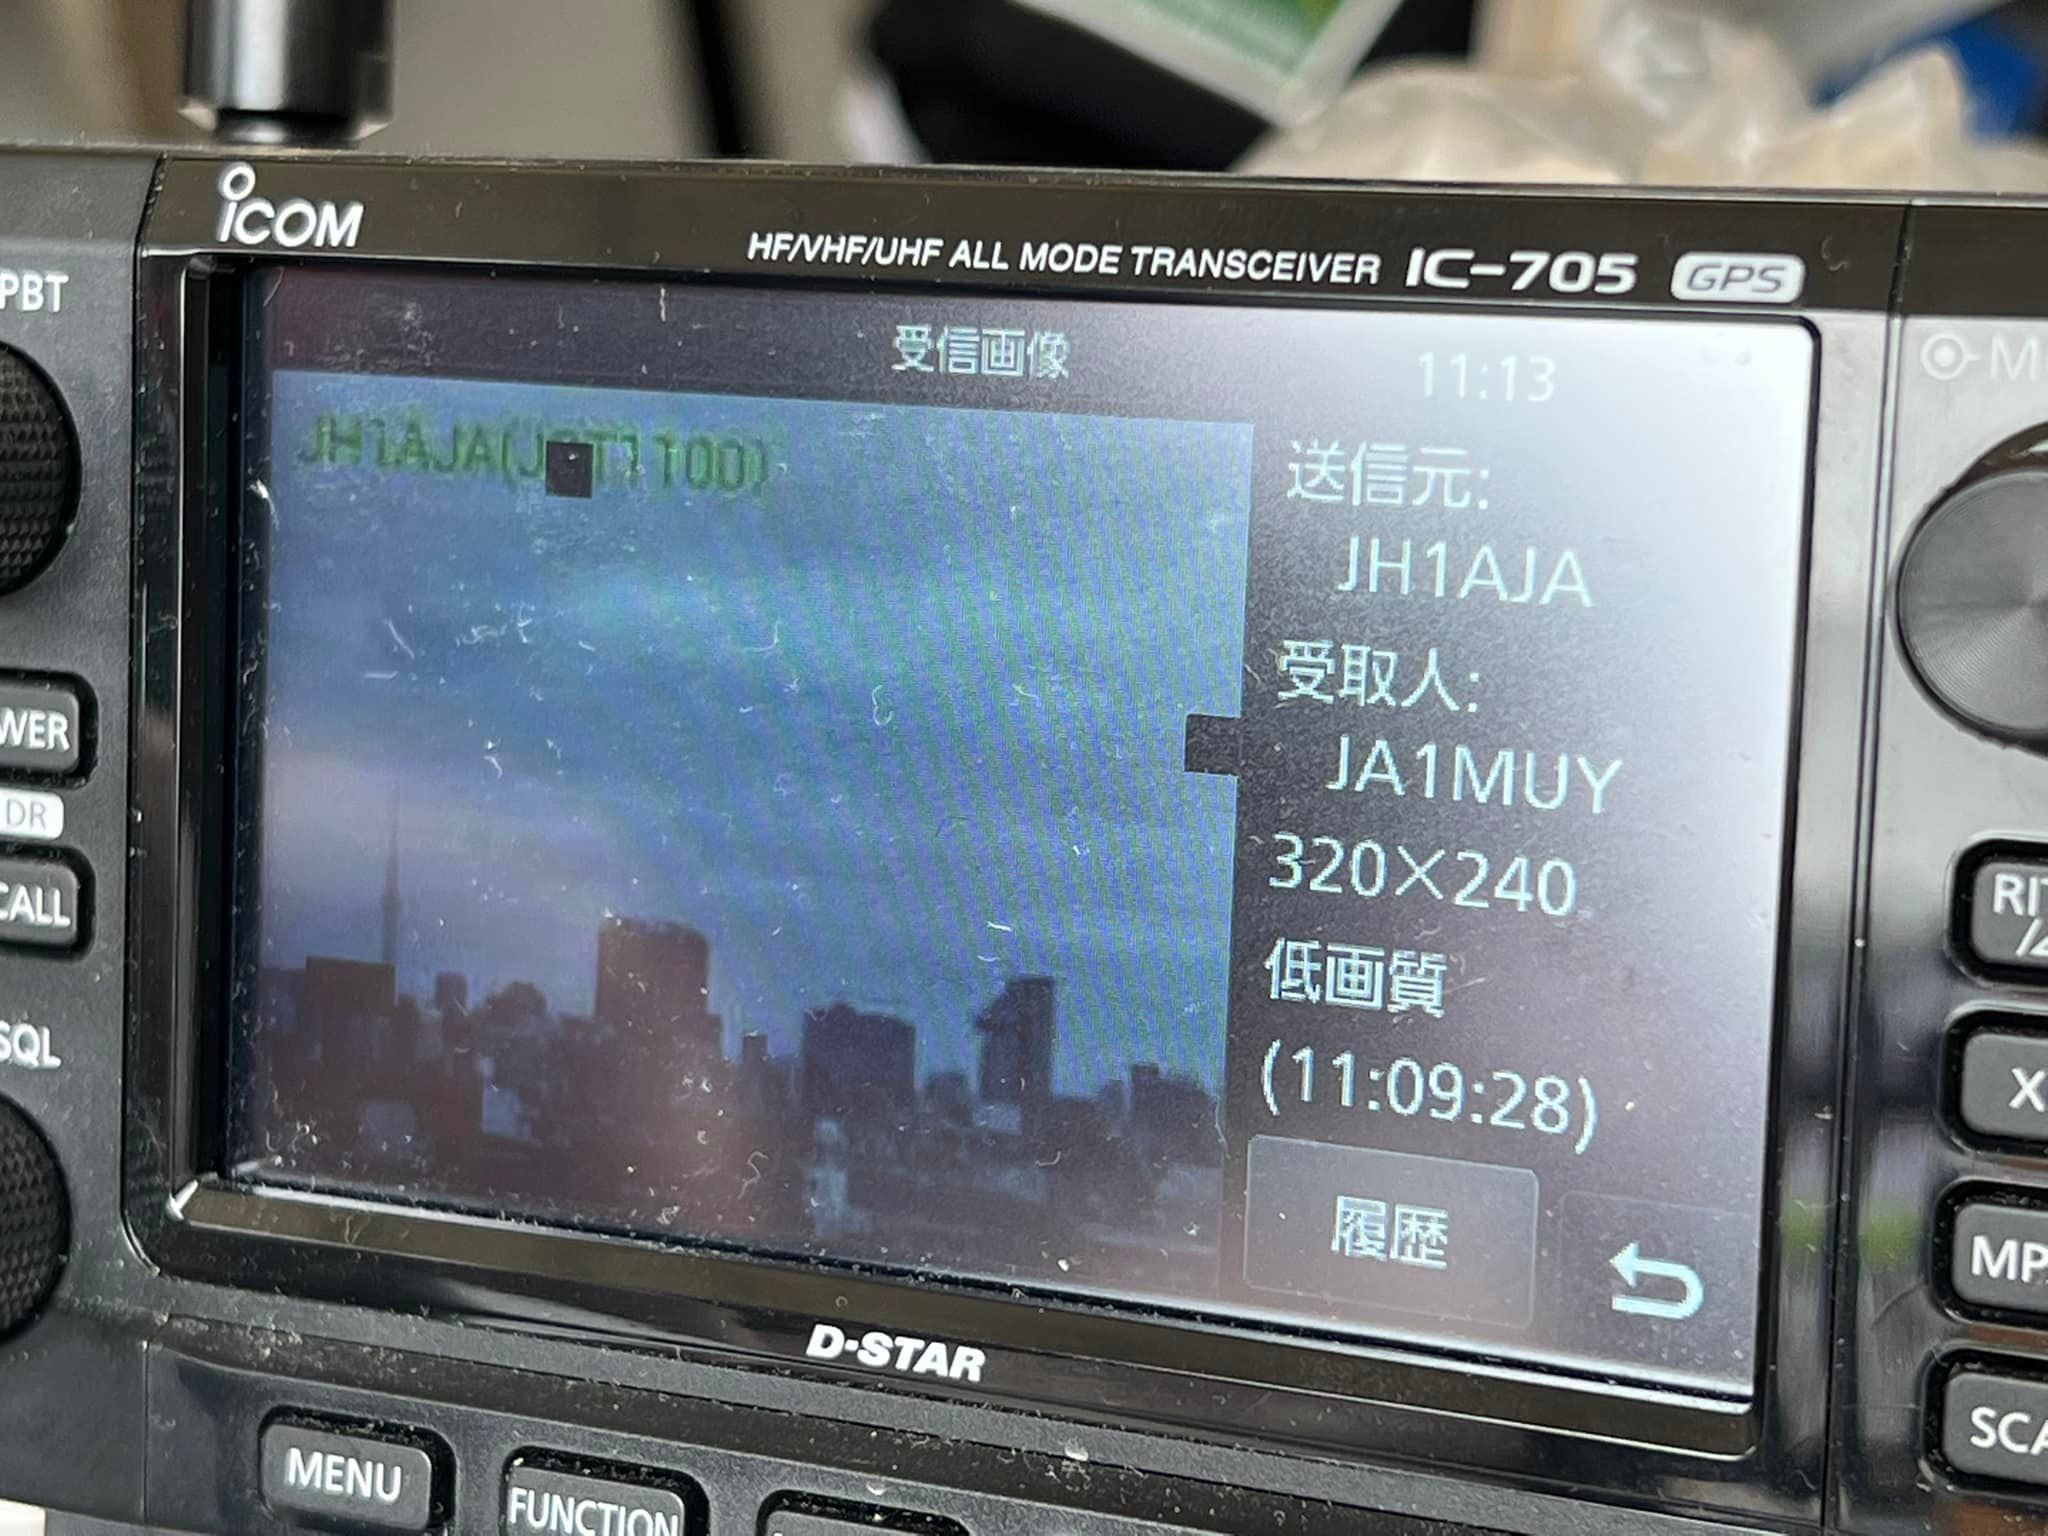 ICOM
HF/VHF/UHF ALL MODE TRANSCEIVER IC-705 GPS
PBT
受信画像
11:13
JH1AJA(J T1100)
送信元:
JH1AJA
受取人:
JA1MUY
320×240
低画質
(11:09:28)
履歴
WER
DR
CALL
SQL
RIT
MP
SCA
D-STAR
MENU
FUNCTION